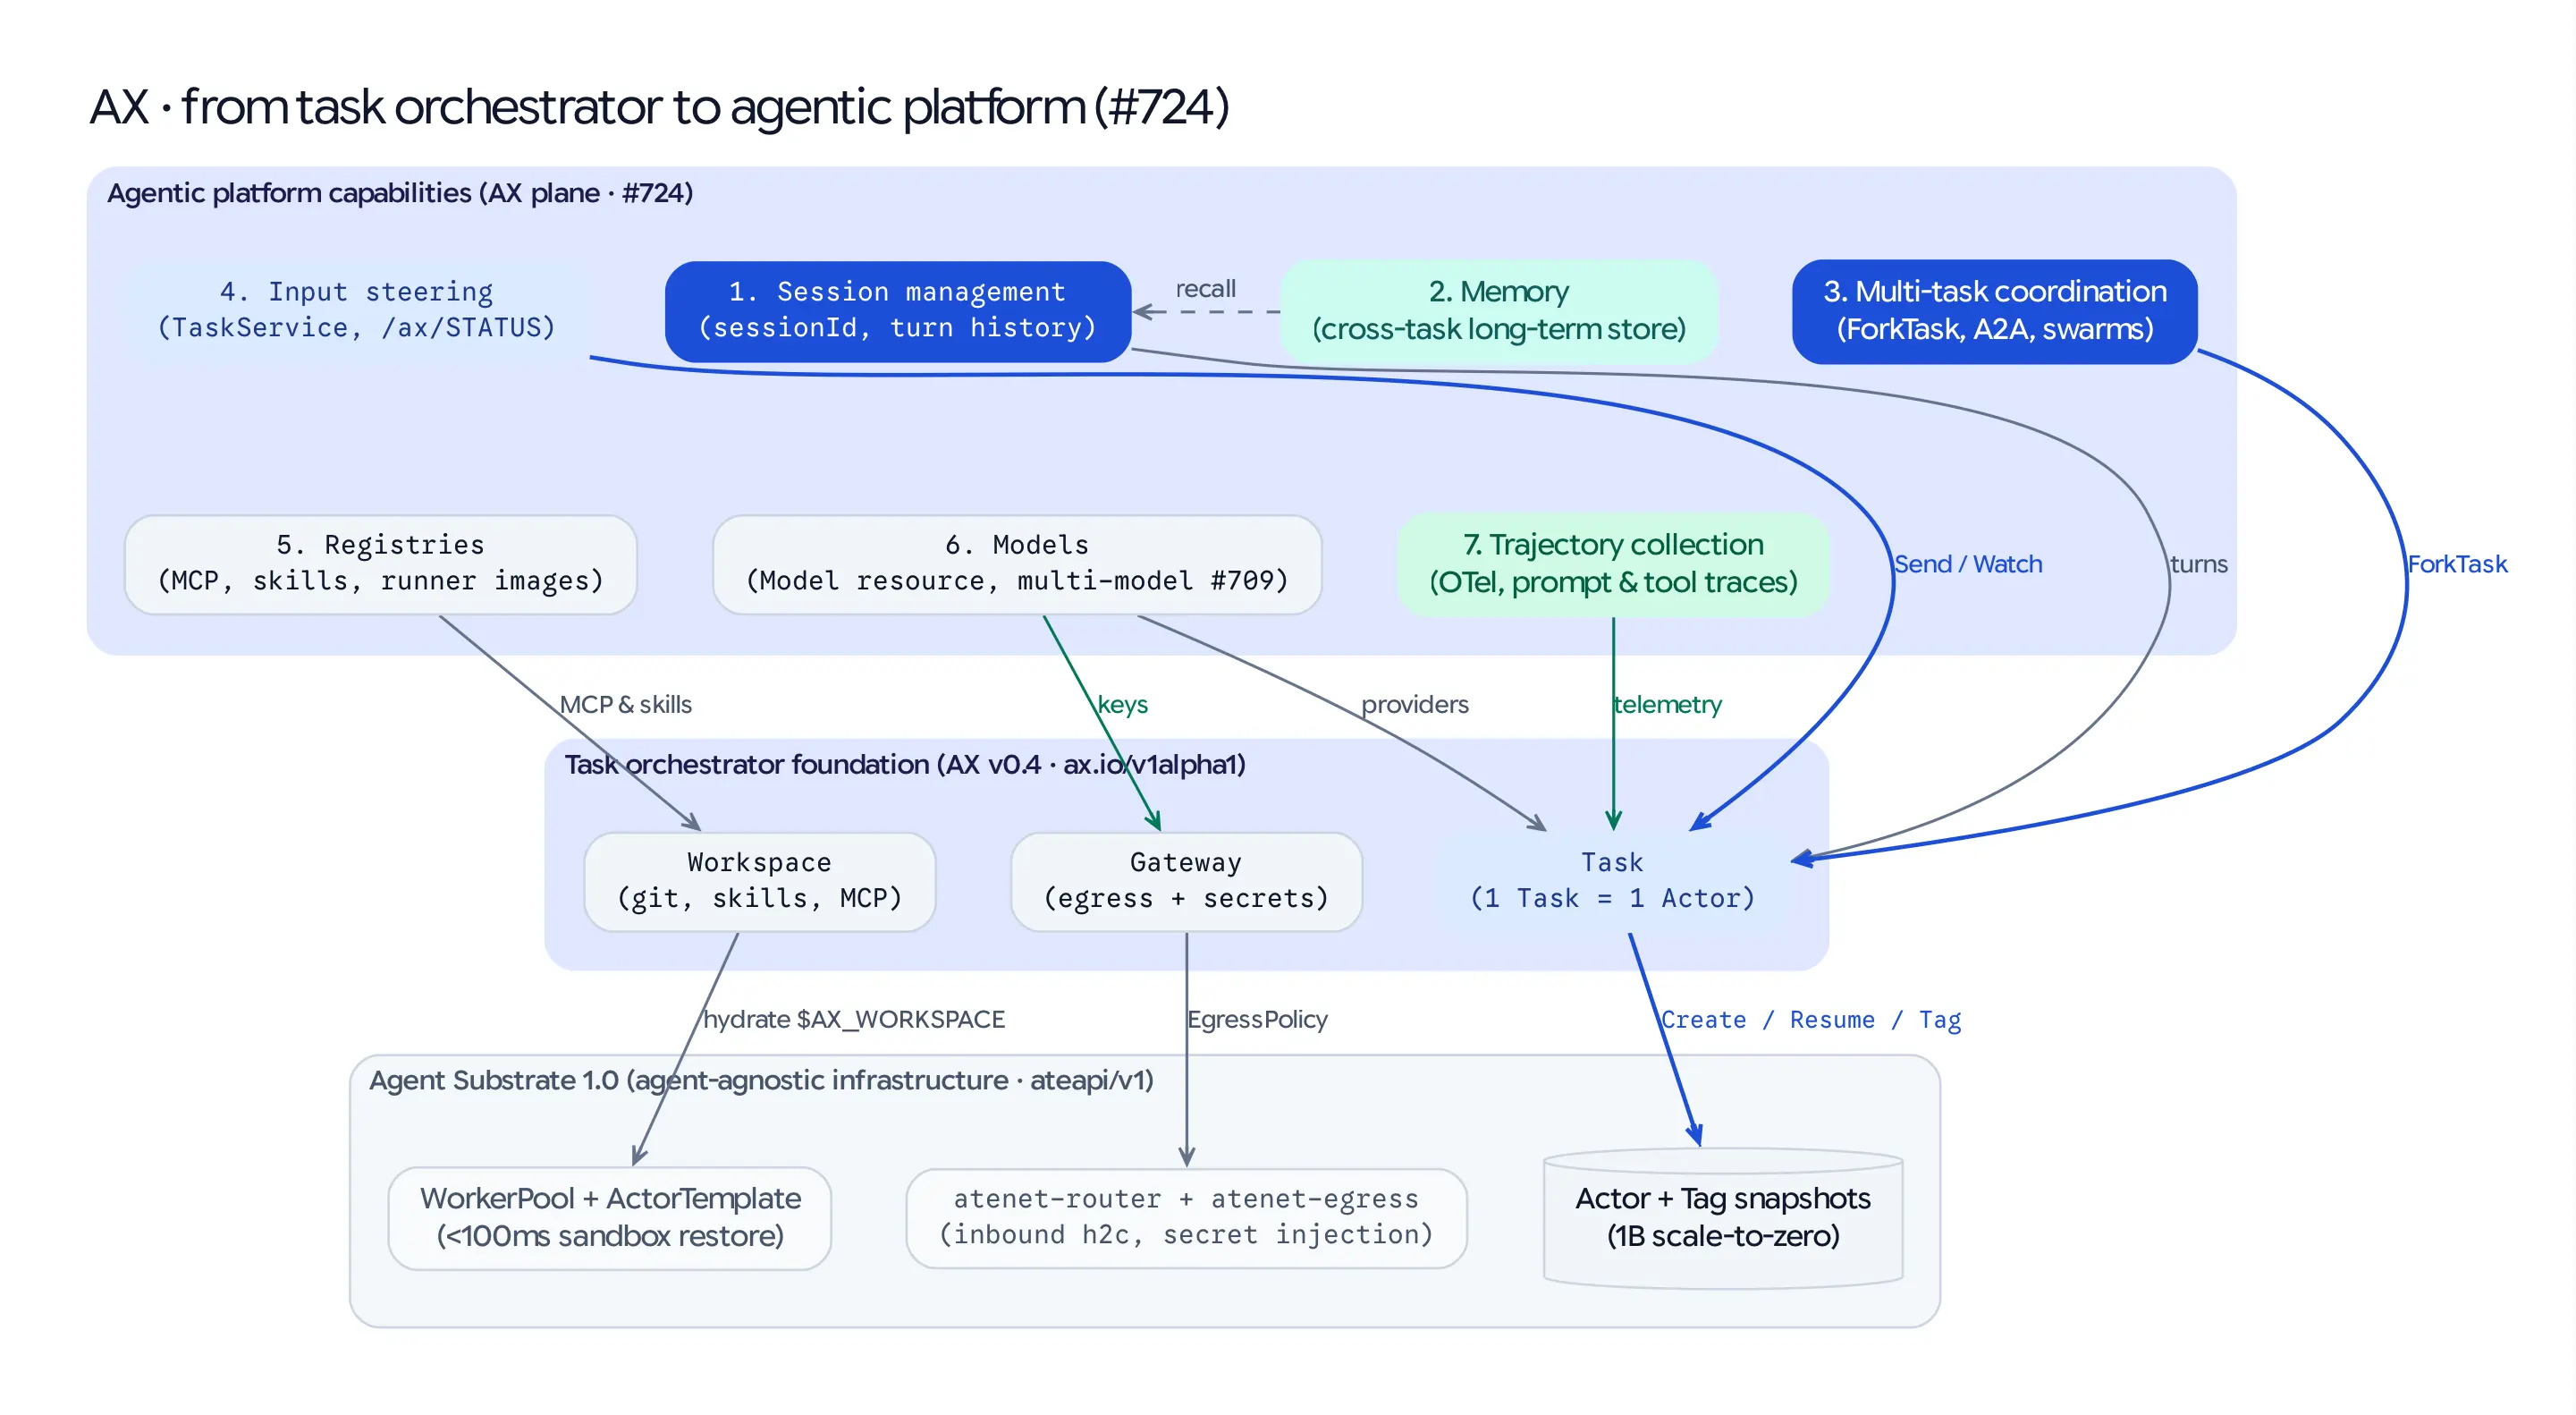 AX · from task orchestrator to agentic platform (#724)
Agentic platform capabilities (AX plane · #724)
4. Input steering
(TaskService, /ax/STATUS)
1. Session management
(sessionId, turn history)
recall
2. Memory
(cross-task long-term store)
3. Multi-task coordination
(ForkTask, A2A, swarms)
5. Registries
(MCP, skills, runner images)
6. Models
(Model resource, multi-model #709)
7. Trajectory collection
(OTel, prompt & tool traces)
Send / Watch
turns
ForkTask
MCP & skills
keys
providers
telemetry
Task orchestrator foundation (AX v0.4 · ax.io/v1alpha1)
Workspace
(git, skills, MCP)
Gateway
(egress + secrets)
Task
(1 Task = 1 Actor)
hydrate $AX_WORKSPACE
EgressPolicy
Create / Resume / Tag
Agent Substrate 1.0 (agent-agnostic infrastructure · ateapi/v1)
WorkerPool + ActorTemplate
(<100ms sandbox restore)
atenet-router + atenet-egress
(inbound h2c, secret injection)
Actor + Tag snapshots
(1B scale-to-zero)